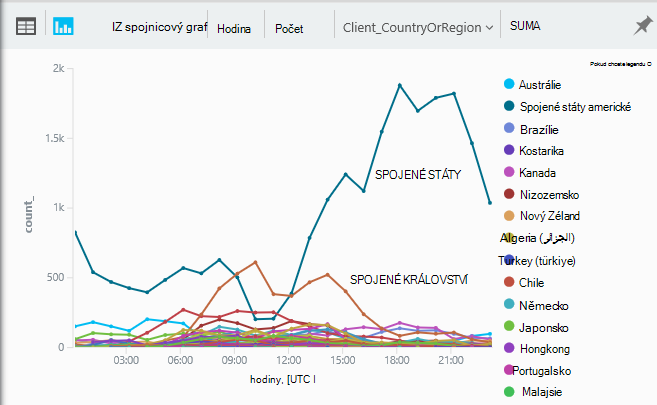 IZ spojnicový graf Hodina Počet Client_CountryOrRegion SUMA
Pokud chcete legendu O
2k
1.5k
1k
500
0
count_
03:00 06:00 09:00 12:00 15:00 18:00 21:00
hodiny, [UTC I
SPOJENÉ STÁTY
SPOJENÉ KRÁLOVSTVÍ
Austrálie
Spojené státy americké
Brazílie
Kostarika
Kanada
Nizozemsko
Nový Zéland
Algeria (الجزائر)
Turkey (türkiye)
Chile
Německo
Japonsko
Hongkong
Portugalsko
Malajsie